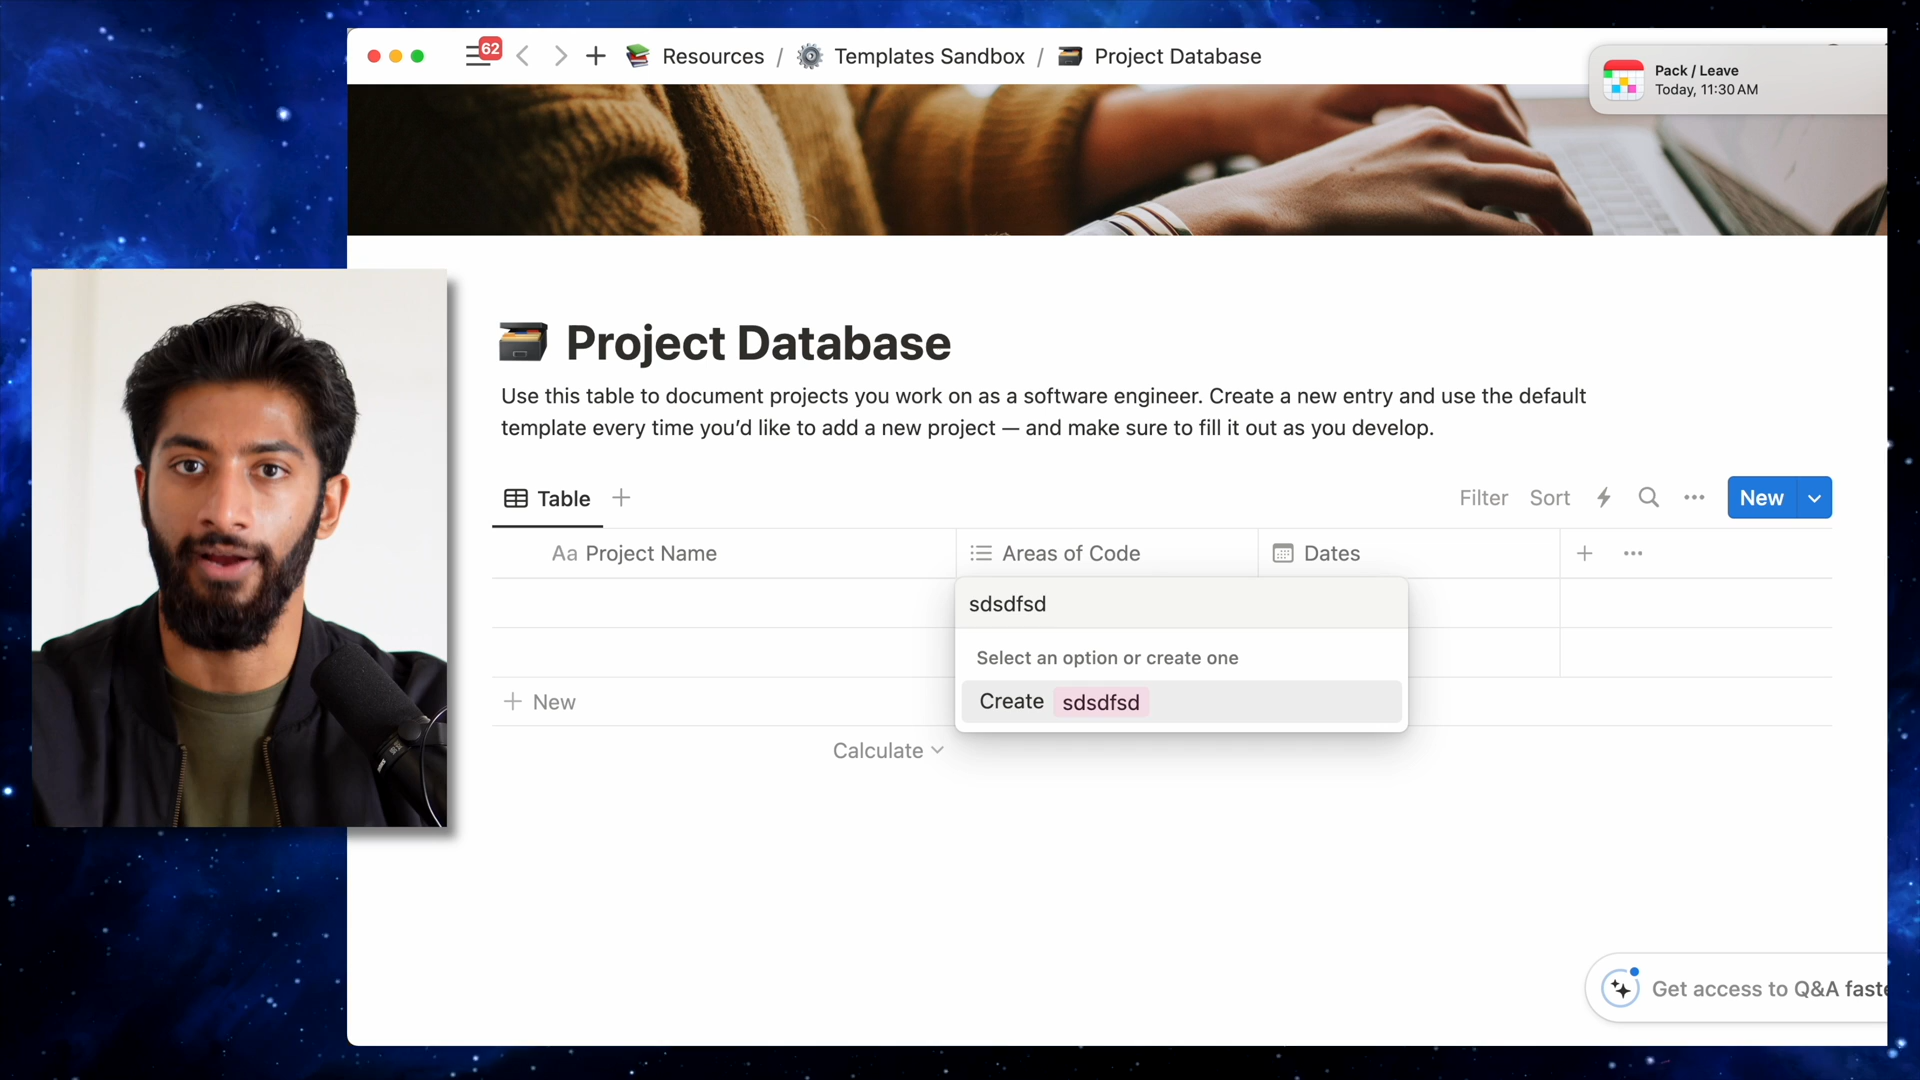 62
Resources / Templates Sandbox / Project Database
Pack / Leave
Today, 11:30 AM
Project Database
Use this table to document projects you work on as a software engineer. Create a new entry and use the default
template every time you’d like to add a new project — and make sure to fill it out as you develop.
Table
Filter Sort New
Aa Project Name Areas of Code Dates
sdsdfsd
Select an option or create one
Create sdsdfsd
New
Calculate
Get access to Q&A faste